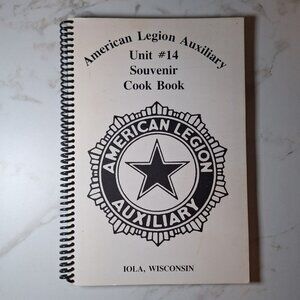 American Legion Auxiliary
Unit #14
Souvenir
Cook Book
AMERICAN LEGION
AUXILIARY
IOLA, WISCONSIN